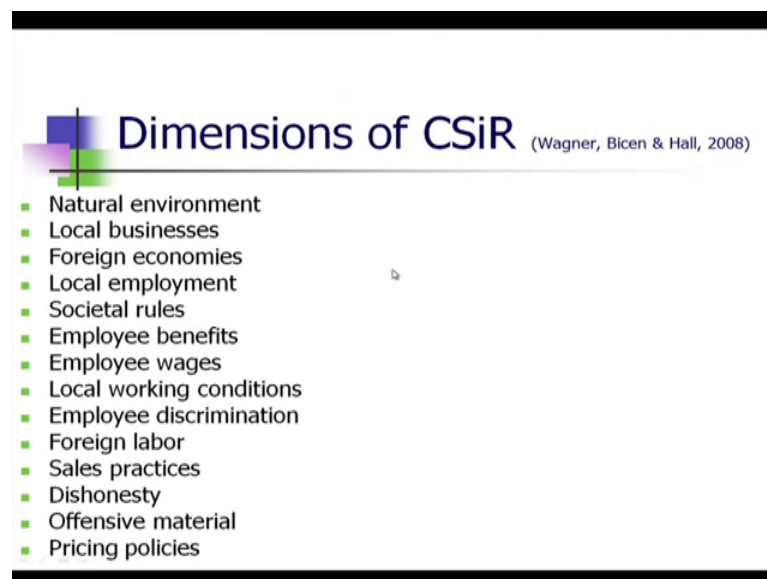 Dimensions of CSiR (Wagner, Bicen & Hall, 2008)
Natural environment
Local businesses
Foreign economies
Local employment
Societal rules
Employee benefits
Employee wages
Local working conditions
Employee discrimination
Foreign labor
Sales practices
Dishonesty
Offensive material
Pricing policies